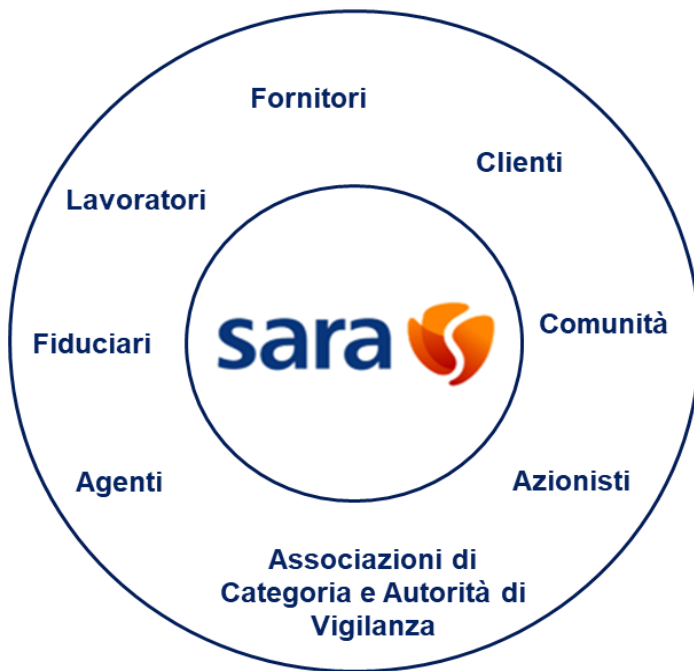 Fornitori
Clienti
Lavoratori
sara
Comunità
Fiduciari
Agenti
Azionisti
Associazioni di
Categoria e Autorità di
Vigilanza